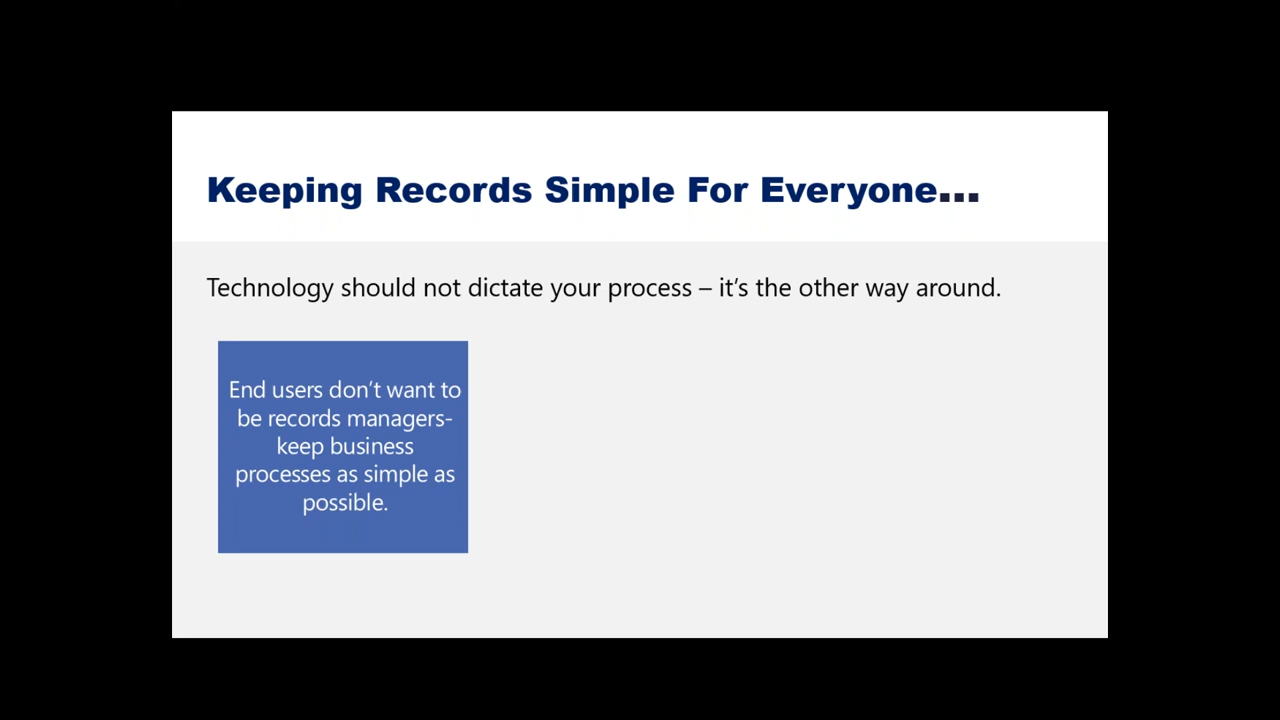 Keeping Records Simple For Everyone...
Technology should not dictate your process – it's the other way around.
End users don't want to
be records managers-
keep business
processes as simple as
possible.